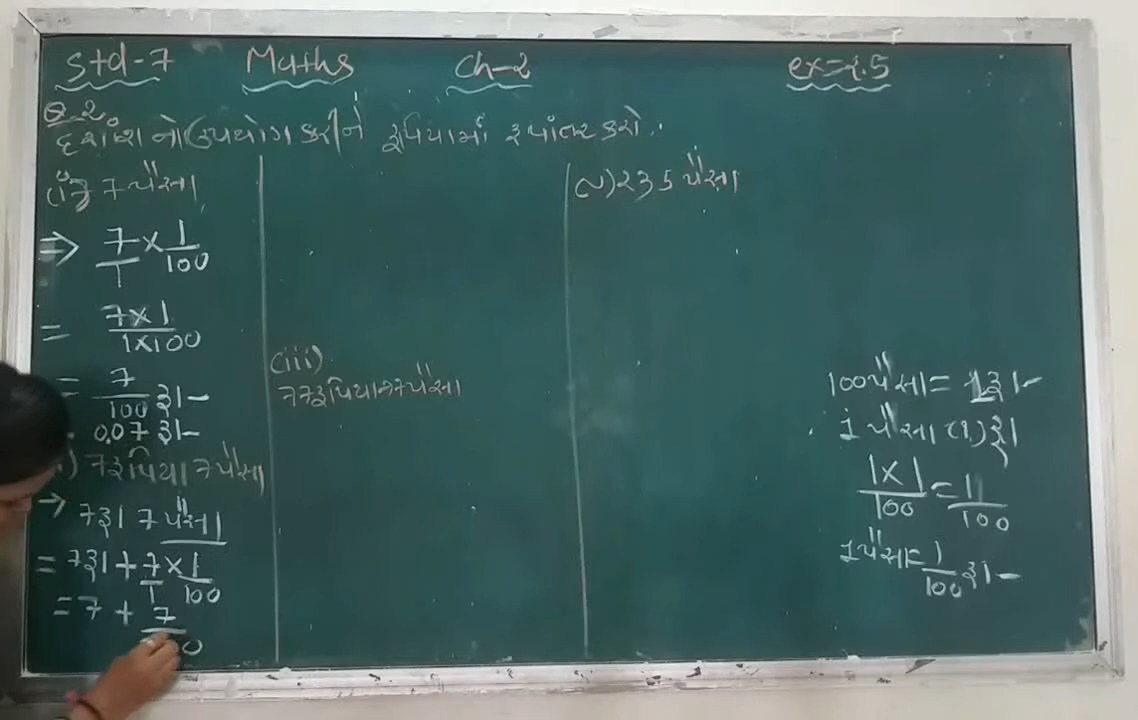 Std-7 Maths Ch-2 ex=2.5
Q 2.
દશાંશ નો ઉપયોગ કરીને રૂપિયામાં રૂપાંતર કરો.
(i) 7 પૈસા
⇒ 7/1 × 1/100
= 7×1/1×100
= 7/100 રૂા-
0.07 રૂા-
7 રૂપિયા 7 પૈસા
→ 7 રૂા 7 પૈસા
= 7 રૂા + 7/1 × 1/100
= 7 + 7/
(iii)
77 રૂપિયા 77 પૈસા
(v) 235 પૈસા
100 પૈસા = 1 રૂા-
1 પૈસા (?) રૂા
1×1/100 = 1/100
1 પૈસા = 1/100 રૂા-